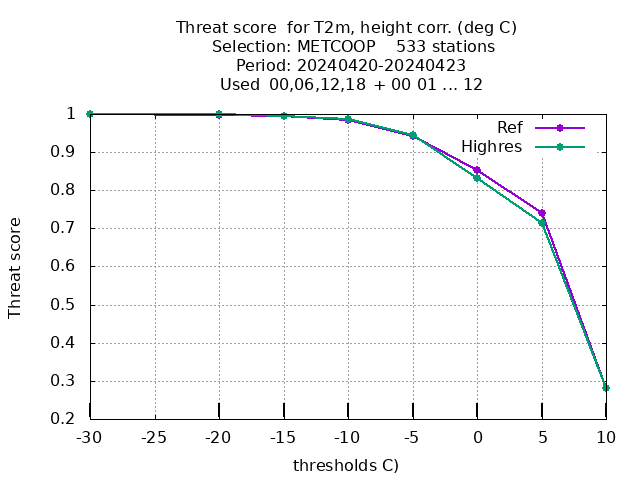 Threat score  for T2m, height corr. (deg C)
Selection: METCOOP    533 stations
Period: 20240420-20240423
Used  00,06,12,18  + 00 01 ... 12
Ref
Highres
1
0.9
0.8
0.7
0.6
0.5
0.4
0.3
0.2
Threat score
-30 -25 -20 -15 -10 -5 0 5 10
thresholds C)